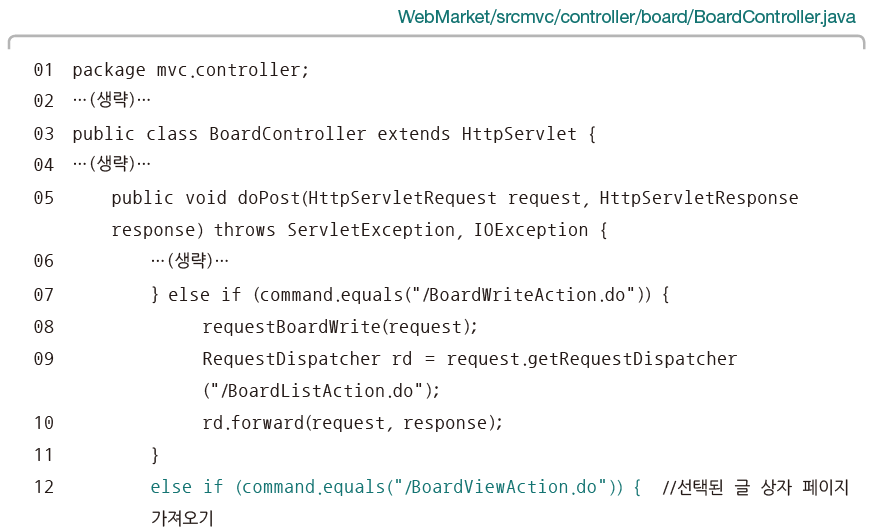 WebMarket/srcmvc/controller/board/BoardController.java
01 package mvc.controller;
02 …(생략)…
03 public class BoardController extends HttpServlet {
04 …(생략)…
05 public void doPost(HttpServletRequest request, HttpServletResponse
response) throws ServletException, IOException {
06 …(생략)…
07 } else if (command.equals("/BoardWriteAction.do")) {
08 requestBoardWrite(request);
09 RequestDispatcher rd = request.getRequestDispatcher
("/BoardListAction.do");
10 rd.forward(request, response);
11 }
12 else if (command.equals("/BoardViewAction.do")) { //선택된 글 상자 페이지
가져오기